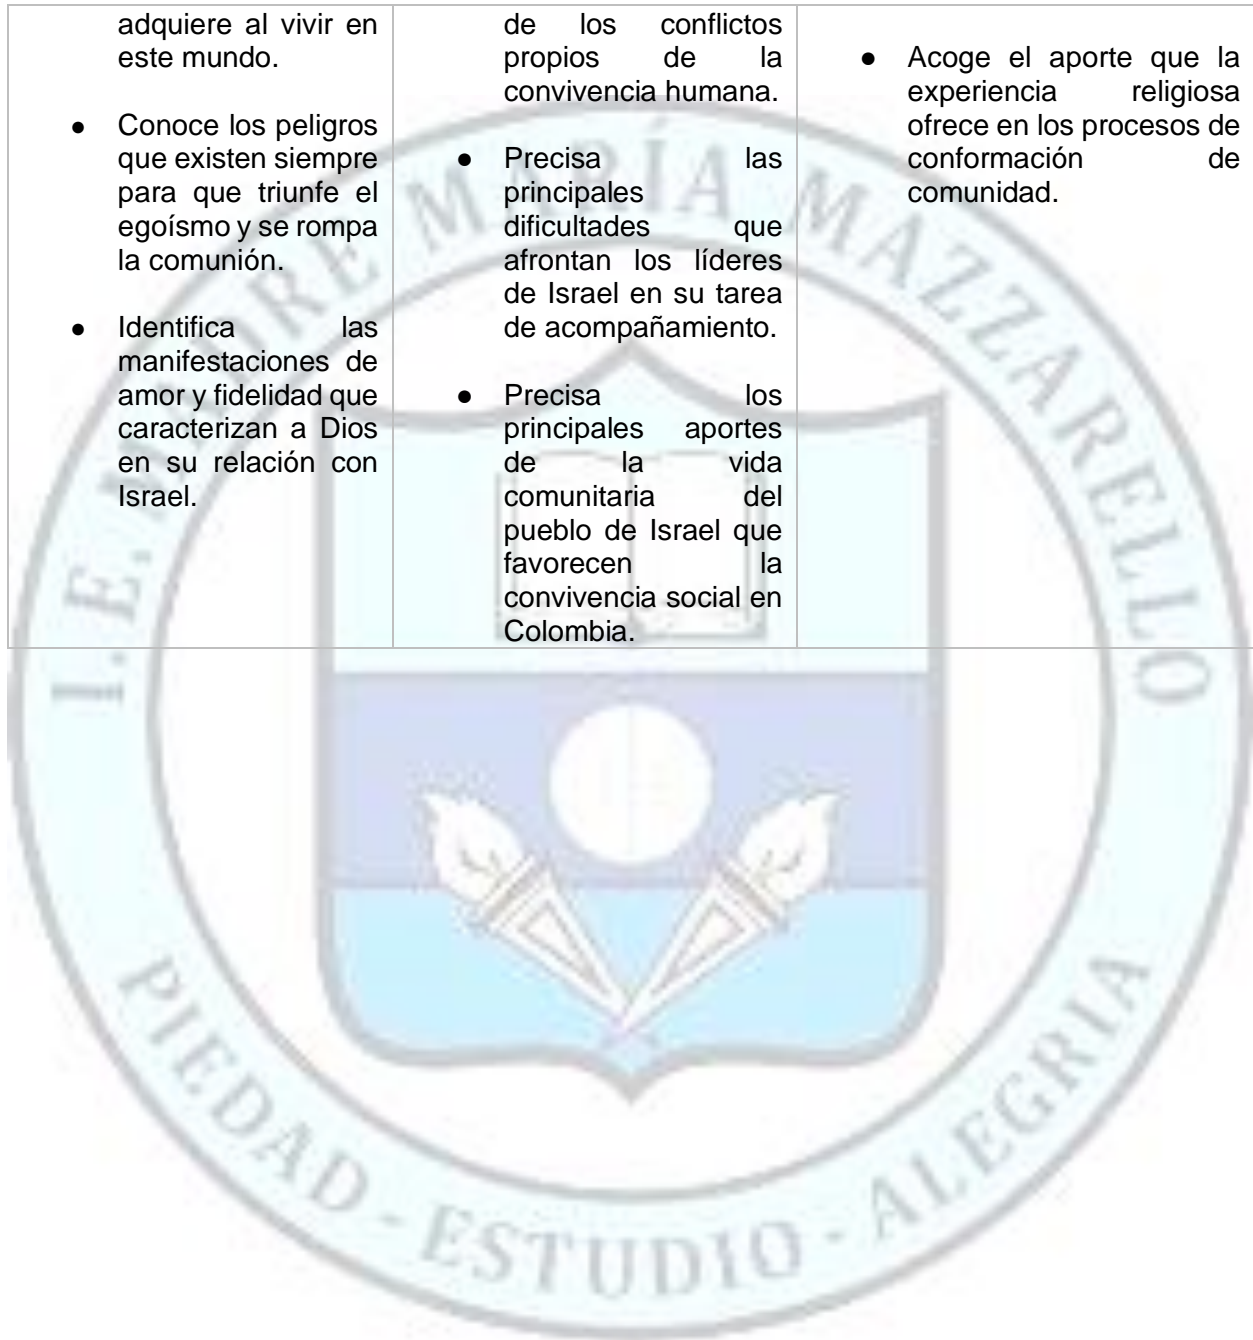 adquiere al vivir en
este mundo.
● Conoce los peligros
que existen siempre
para que triunfe el
egoísmo y se rompa
la comunión.
● Identifica las
manifestaciones de
amor y fidelidad que
caracterizan a Dios
en su relación con
Israel.
de los conflictos
propios de la
convivencia humana.
● Precisa las
principales
dificultades que
afrontan los líderes
de Israel en su tarea
de acompañamiento.
● Precisa los
principales aportes
de la vida
comunitaria del
pueblo de Israel que
favorecen la
convivencia social en
Colombia.
● Acoge el aporte que la
experiencia religiosa
ofrece en los procesos de
conformación de
comunidad.
I. E. MADRE MARÍA MAZZARELLO
PIEDAD - ESTUDIO - ALEGRIA